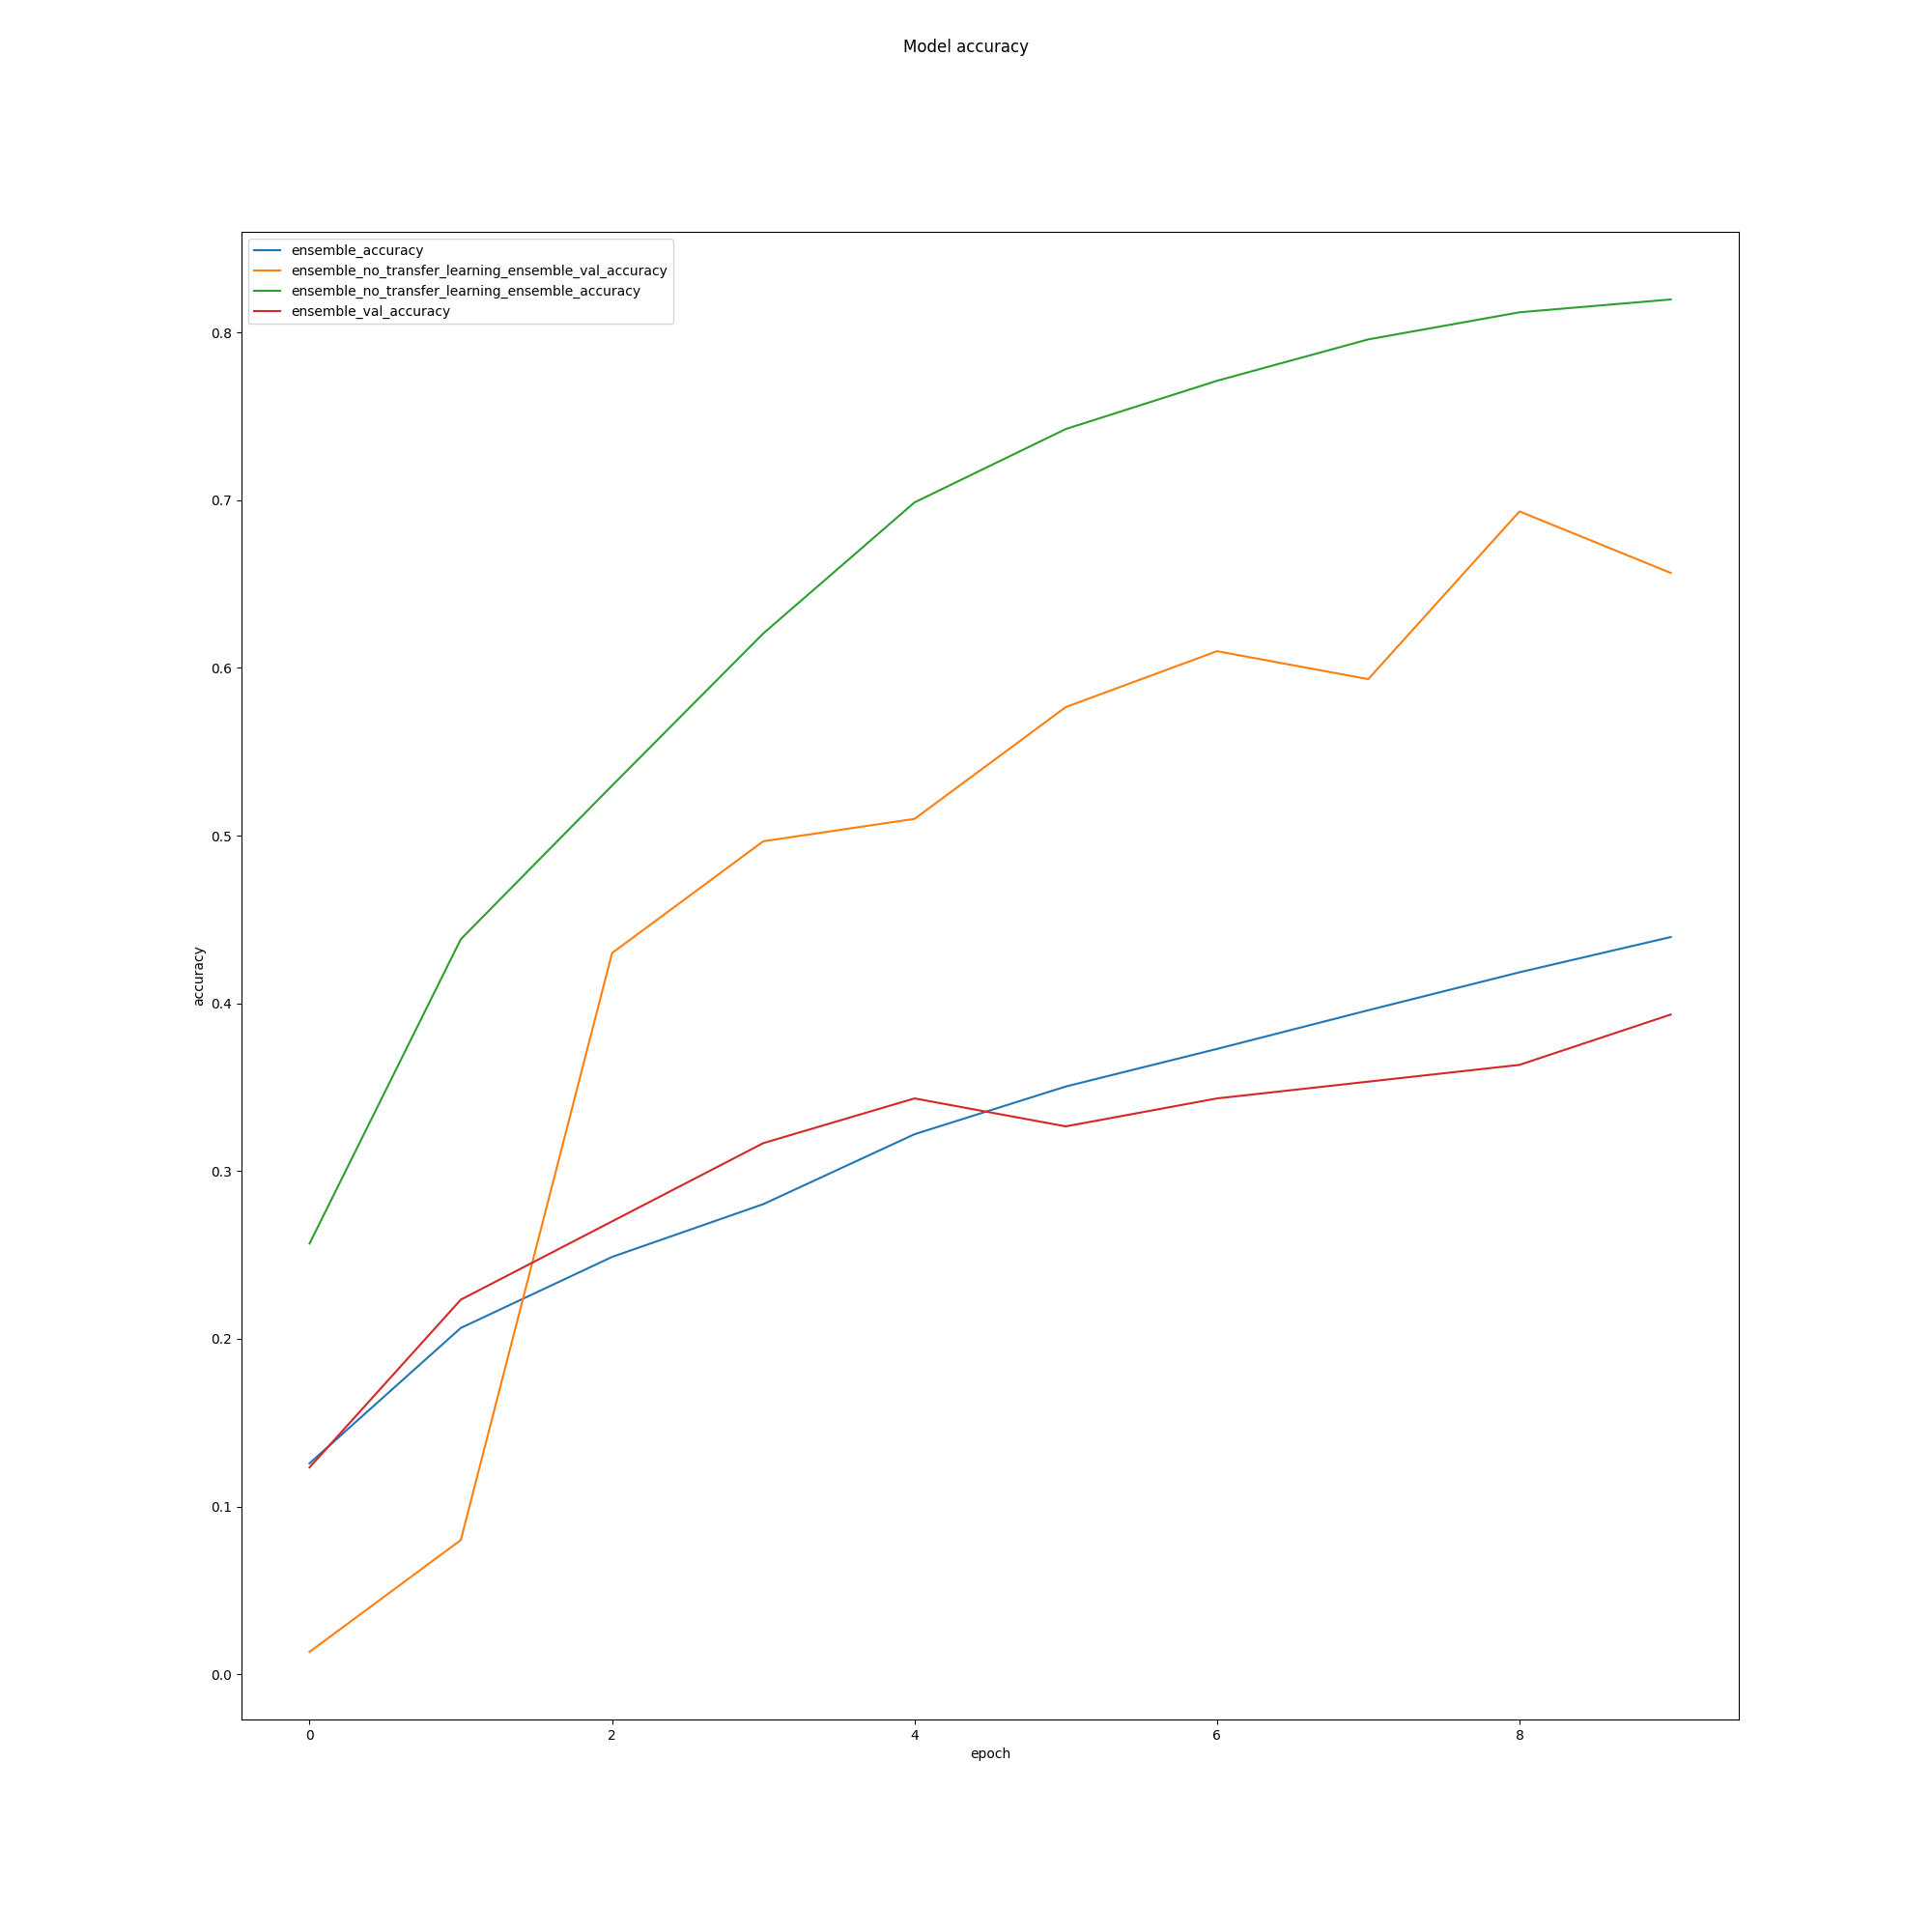 Model accuracy
ensemble_accuracy
ensemble_no_transfer_learning_ensemble_val_accuracy
ensemble_no_transfer_learning_ensemble_accuracy
ensemble_val_accuracy
0.8
0.7
0.6
0.5
0.4
0.3
0.2
0.1
0.0
accuracy
0 2 4 6 8
epoch